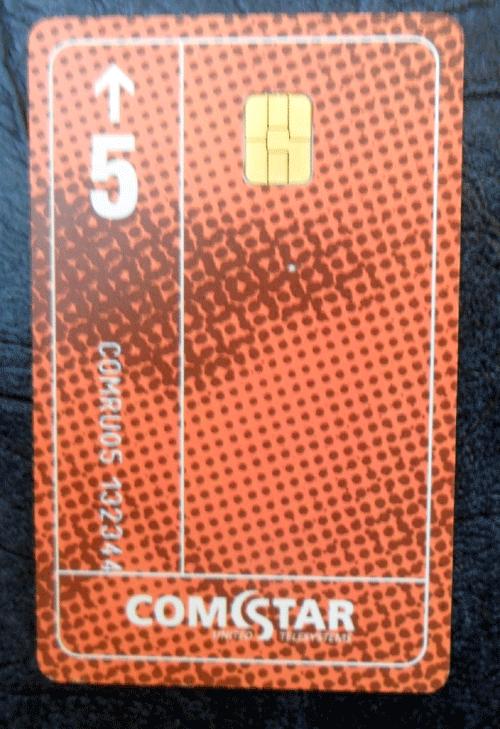 5
COMRU05 132344
COMSTAR
UNITED TELESYSTEMS